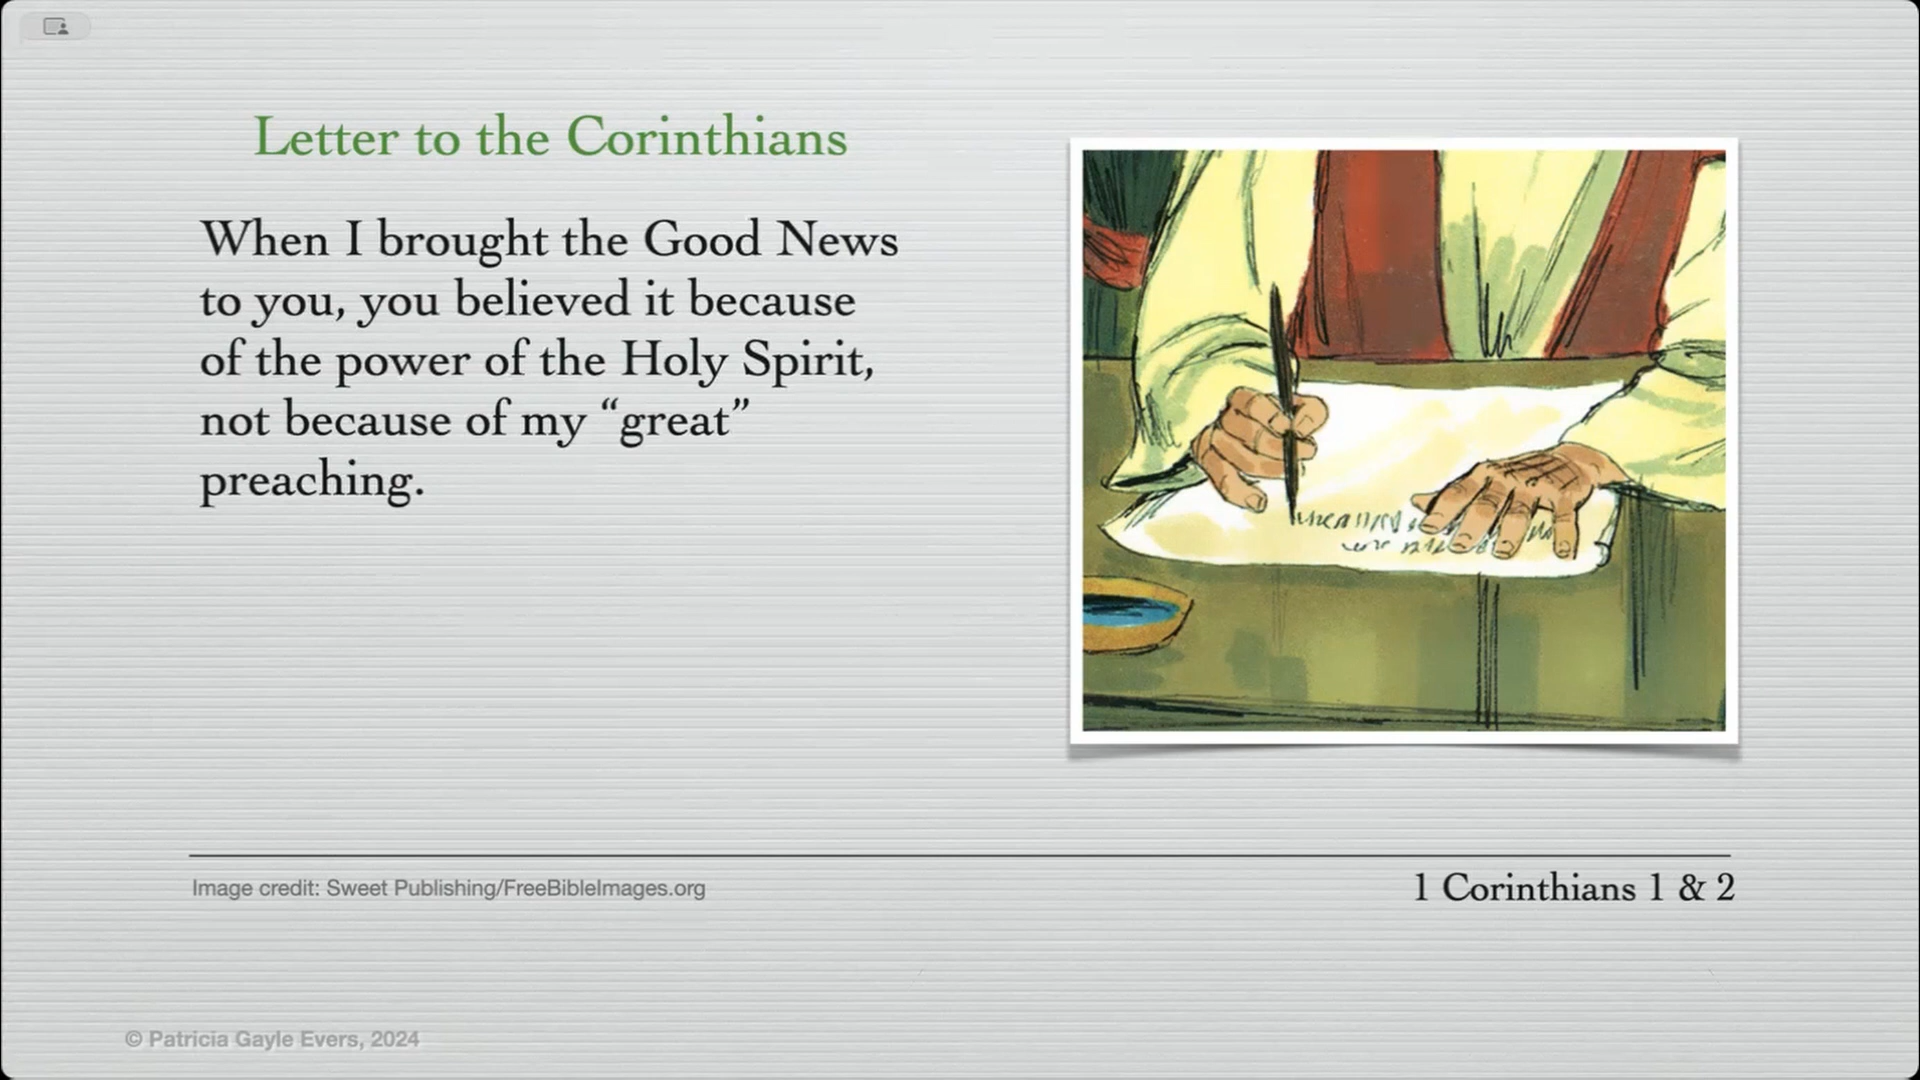 Letter to the Corinthians
When I brought the Good News
to you, you believed it because
of the power of the Holy Spirit,
not because of my “great”
preaching.
Image credit: Sweet Publishing/FreeBibleImages.org
1 Corinthians 1 & 2
© Patricia Gayle Evers, 2024